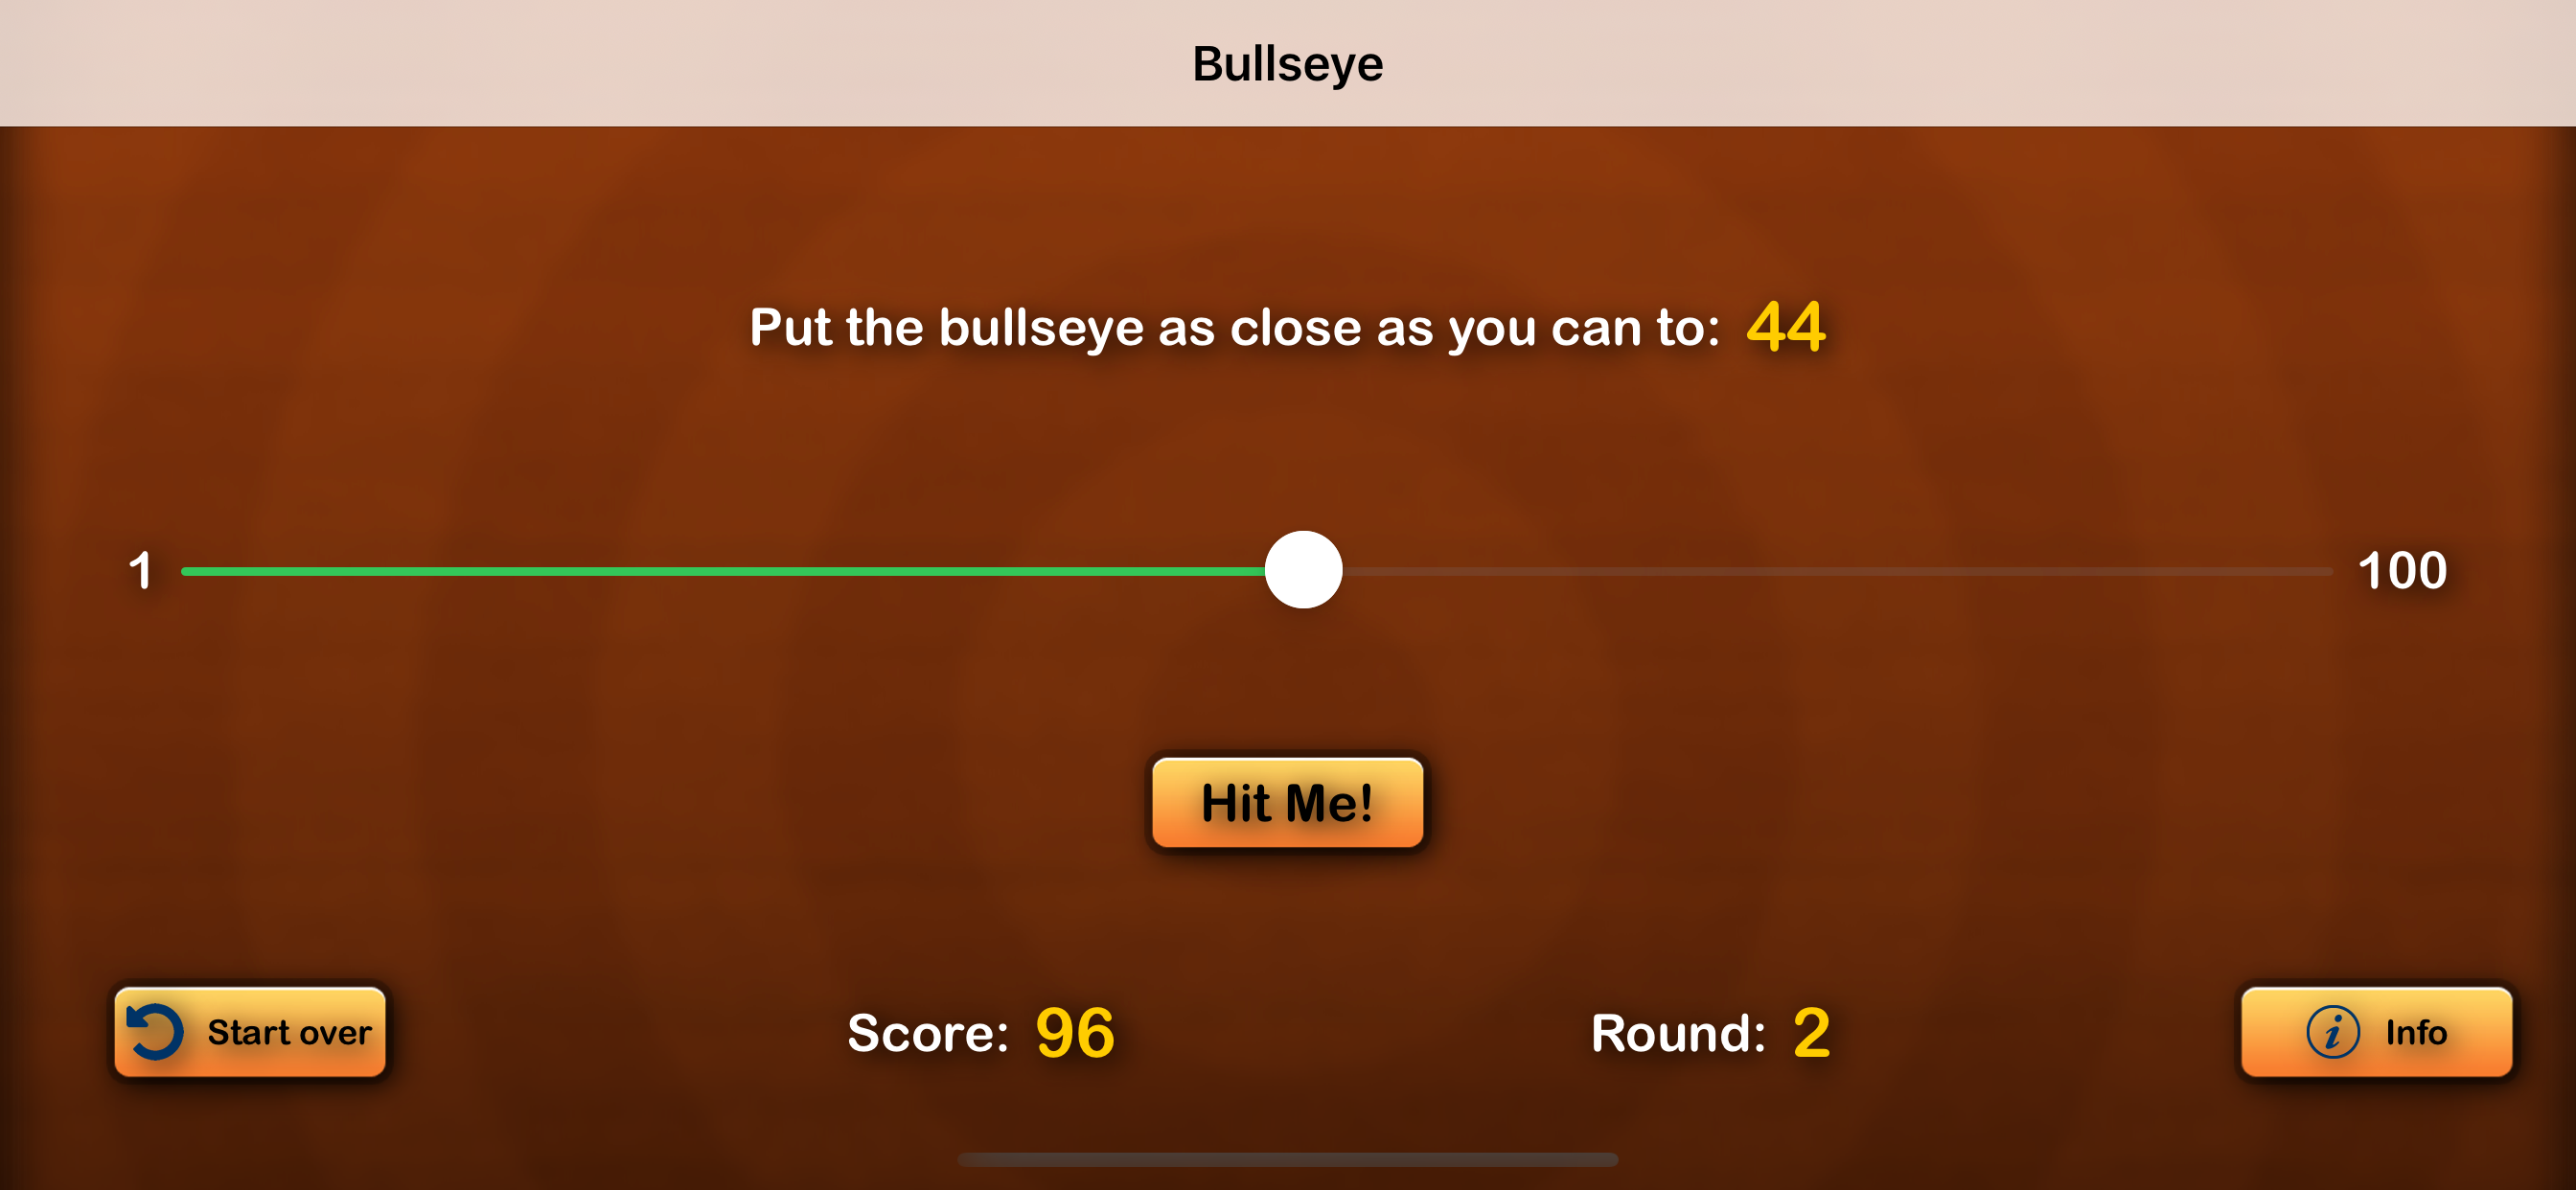 Bullseye
Put the bullseye as close as you can to: 44
1 100
Hit Me!
Start over Score: 96 Round: 2 Info